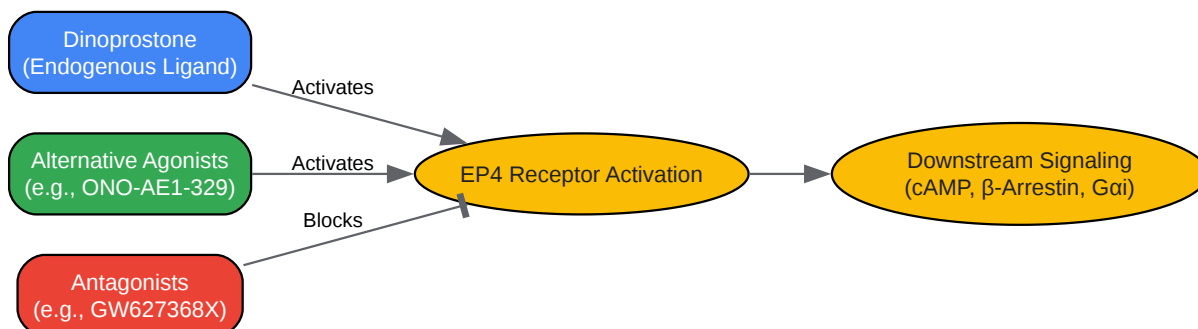 Dinoprostone
(Endogenous Ligand)
Activates
Alternative Agonists
(e.g., ONO-AE1-329)
Activates
EP4 Receptor Activation
Downstream Signaling
(cAMP, β-Arrestin, Gαi)
Blocks
Antagonists
(e.g., GW627368X)